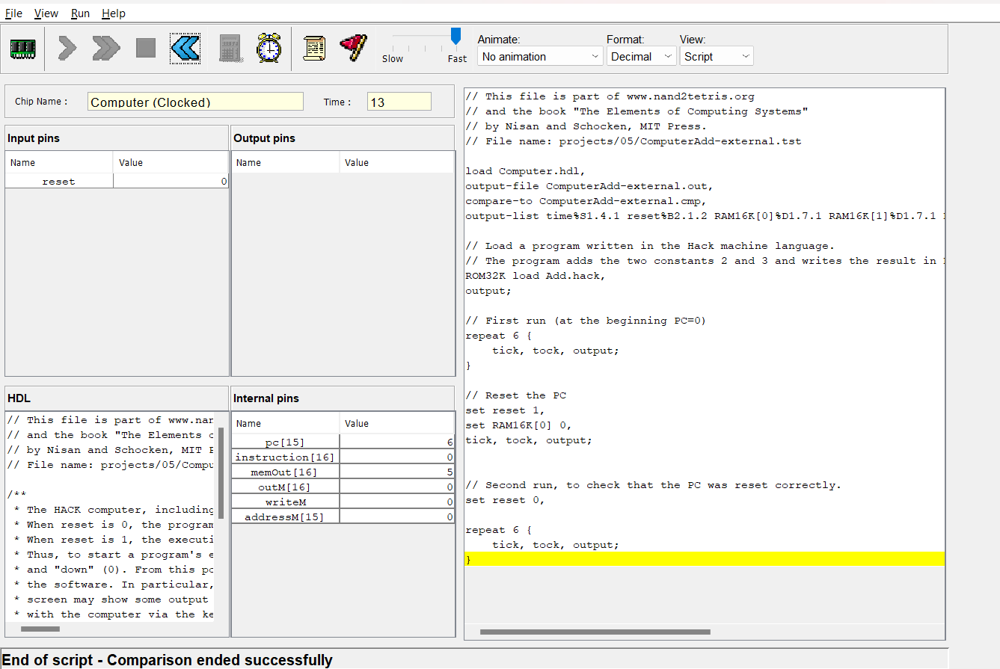 File View Run Help
Animate: Format: View:
Slow Fast No animation Decimal Script
Chip Name : Computer (Clocked) Time : 13
Input pins
Name Value
reset 0
Output pins
Name Value
HDL
// This file is part of www.nan
// and the book "The Elements o
// by Nisan and Schocken, MIT P
// File name: projects/05/Compu
/**
* The HACK computer, including
* When reset is 0, the program
* When reset is 1, the executi
* Thus, to start a program's e
* and "down" (0). From this po
* the software. In particular,
* screen may show some output
* with the computer via the ke
Internal pins
Name Value
pc[15] 6
instruction[16] 0
memOut[16] 5
outM[16] 0
writeM 0
addressM[15] 0
// This file is part of www.nand2tetris.org
// and the book "The Elements of Computing Systems"
// by Nisan and Schocken, MIT Press.
// File name: projects/05/ComputerAdd-external.tst
load Computer.hdl,
output-file ComputerAdd-external.out,
compare-to ComputerAdd-external.cmp,
output-list time%S1.4.1 reset%B2.1.2 RAM16K[0]%D1.7.1 RAM16K[1]%D1.7.1
// Load a program written in the Hack machine language.
// The program adds the two constants 2 and 3 and writes the result in
ROM32K load Add.hack,
output;
// First run (at the beginning PC=0)
repeat 6 {
tick, tock, output;
}
// Reset the PC
set reset 1,
set RAM16K[0] 0,
tick, tock, output;
// Second run, to check that the PC was reset correctly.
set reset 0,
repeat 6 {
tick, tock, output;
}
End of script - Comparison ended successfully